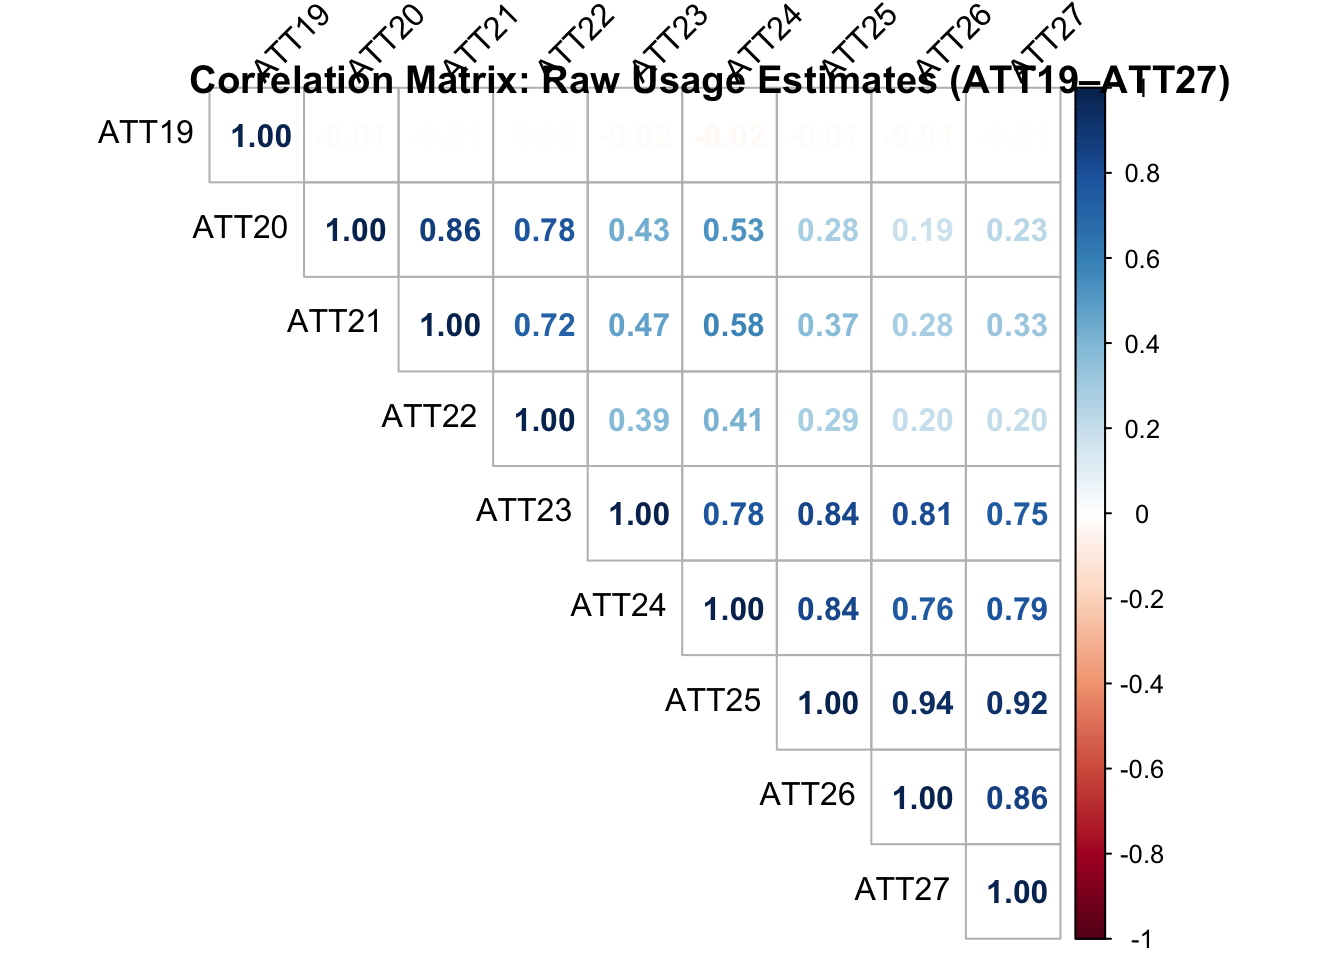 ATT19 ATT20 ATT21 ATT22 ATT23 ATT24 ATT25 ATT26 ATT27
Correlation Matrix: Raw Usage Estimates (ATT19–ATT27)
ATT19 1.00 -0.01 -0.02 -0.02 -0.01 -0.01
ATT20 1.00 0.86 0.78 0.43 0.53 0.28 0.19 0.23
ATT21 1.00 0.72 0.47 0.58 0.37 0.28 0.33
ATT22 1.00 0.39 0.41 0.29 0.20 0.20
ATT23 1.00 0.78 0.84 0.81 0.75
ATT24 1.00 0.84 0.76 0.79
ATT25 1.00 0.94 0.92
ATT26 1.00 0.86
ATT27 1.00
1
0.8
0.6
0.4
0.2
0
-0.2
-0.4
-0.6
-0.8
-1